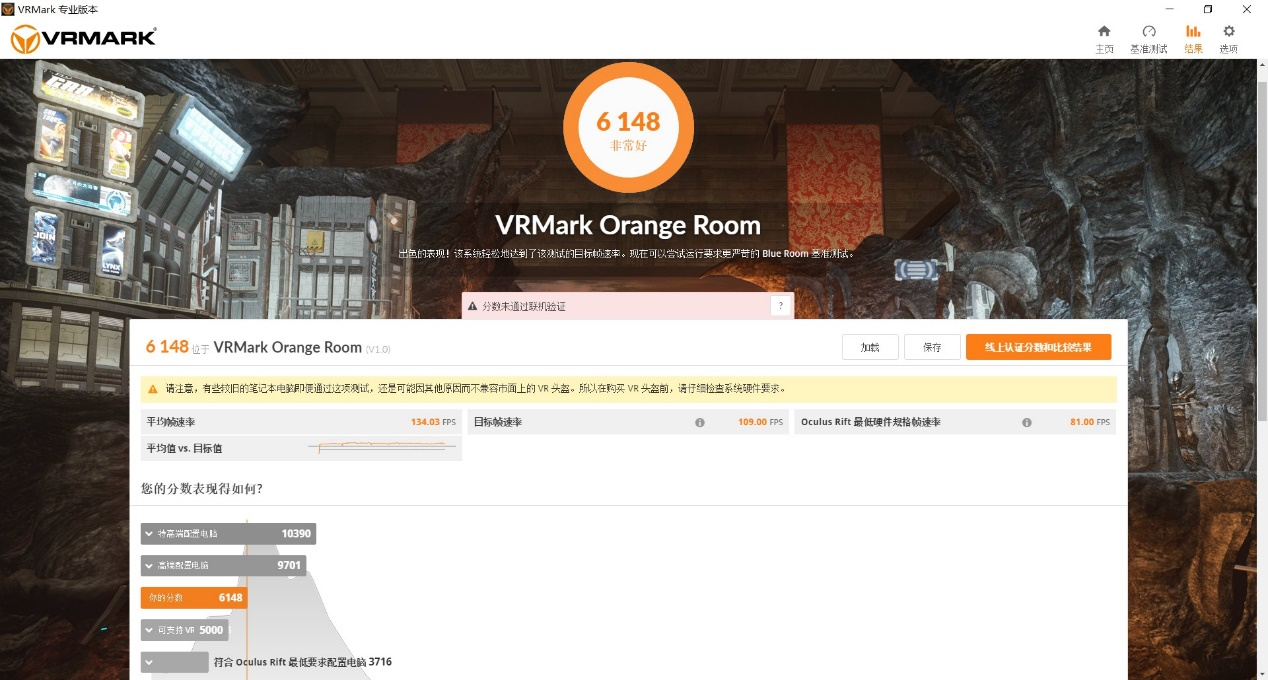 VRMark 专业版本
VRMARK
主页 基准测试 结果 选项
6 148
非常好
VRMark Orange Room
出色的表现！该系统轻松地达到了该测试的目标帧速率。现在可以尝试运行要求更严苛的 Blue Room 基准测试。
分数未通过联机验证 ?
6 148 位于 VRMark Orange Room (V1.0) 加载 保存 线上认证分数和比较结果
请注意，有些较旧的笔记本电脑即便通过这项测试，还是可能因其他原因而不兼容市面上的 VR 头盔。所以在购买 VR 头盔前，请仔细检查系统硬件要求。
平均帧速率 134.03 FPS 目标帧速率 109.00 FPS Oculus Rift 最低硬件规格帧速率 81.00 FPS
平均值 vs. 目标值
您的分数表现得如何？
特高端配置电脑 10390
高端配置电脑 9701
你的分数 6148
可支持 VR 5000
符合 Oculus Rift 最低要求配置电脑 3716
JOIN
LYNX